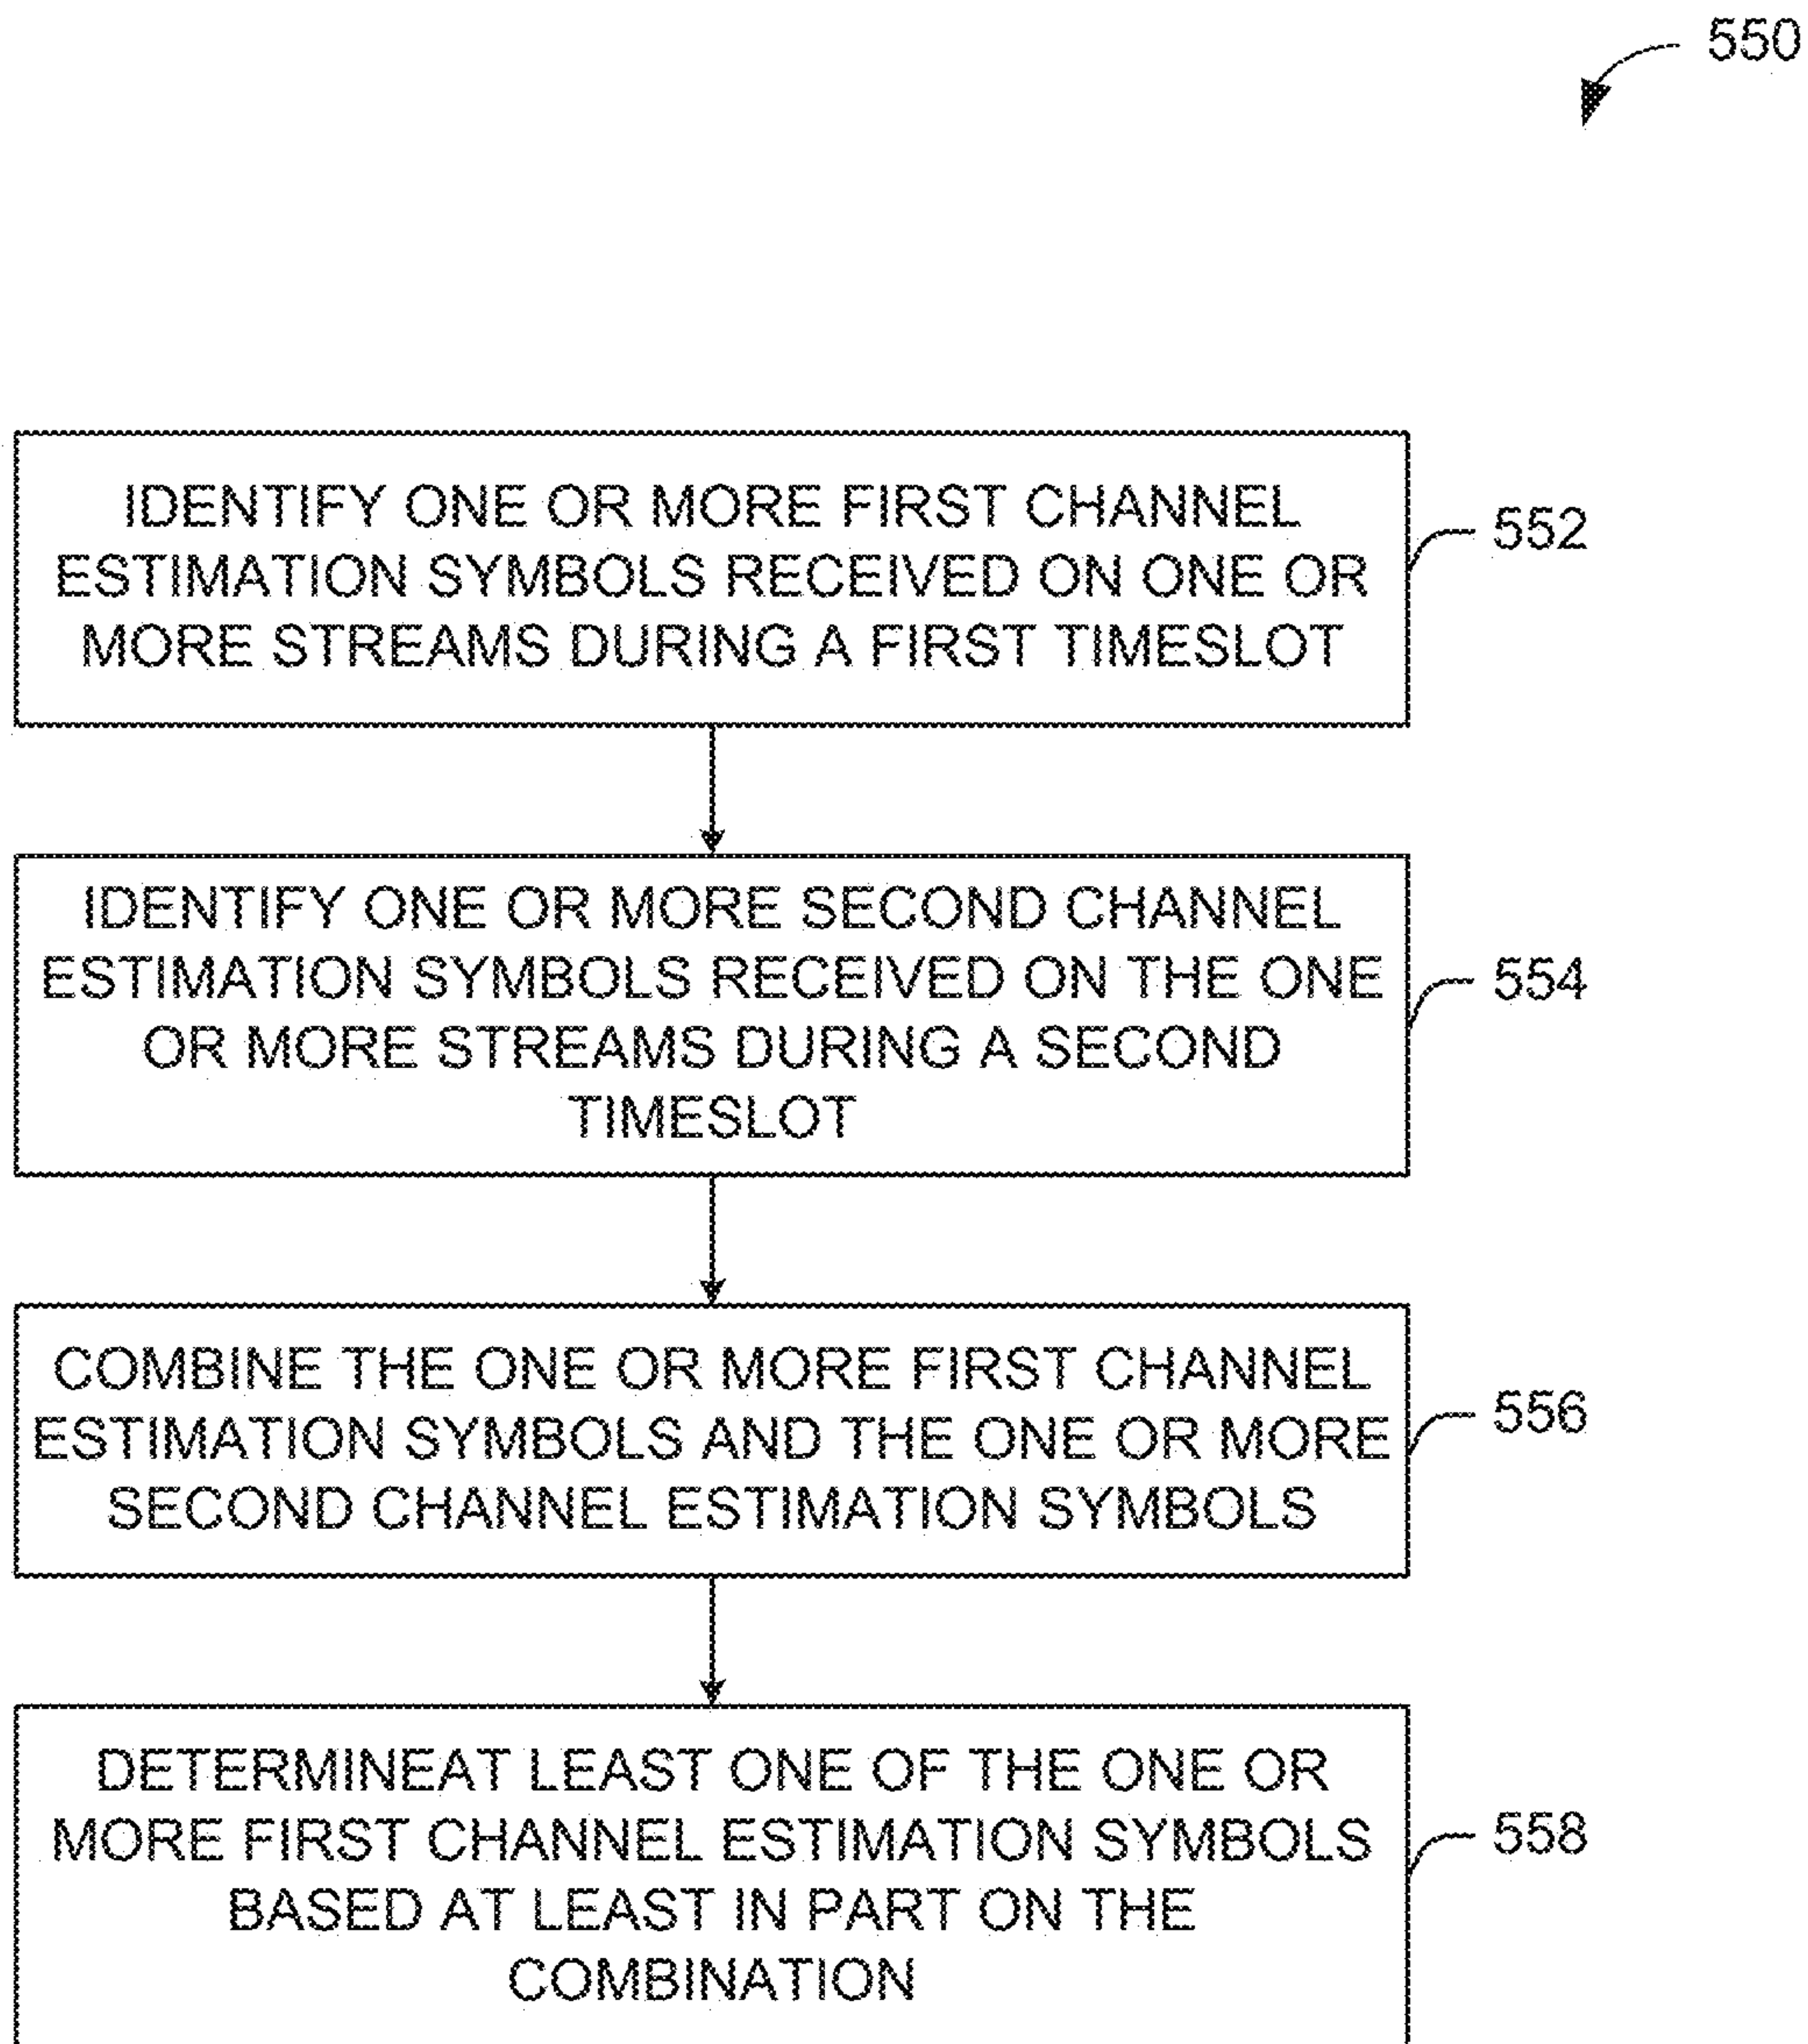 550
IDENTIFY ONE OR MORE FIRST CHANNEL
ESTIMATION SYMBOLS RECEIVED ON ONE OR
MORE STREAMS DURING A FIRST TIMESLOT
552
IDENTIFY ONE OR MORE SECOND CHANNEL
ESTIMATION SYMBOLS RECEIVED ON THE ONE
OR MORE STREAMS DURING A SECOND
TIMESLOT
554
COMBINE THE ONE OR MORE FIRST CHANNEL
ESTIMATION SYMBOLS AND THE ONE OR MORE
SECOND CHANNEL ESTIMATION SYMBOLS
556
DETERMINEAT LEAST ONE OF THE ONE OR
MORE FIRST CHANNEL ESTIMATION SYMBOLS
BASED AT LEAST IN PART ON THE
COMBINATION
558